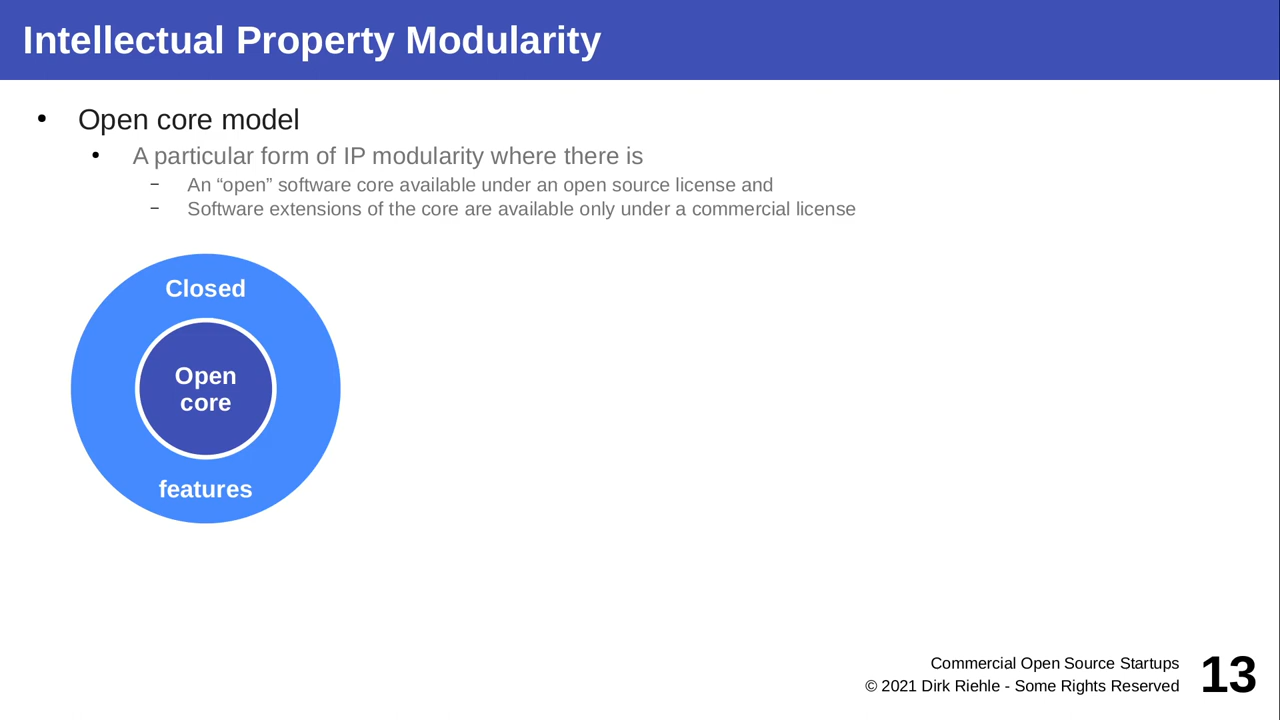 Intellectual Property Modularity
• Open core model
• A particular form of IP modularity where there is
– An “open” software core available under an open source license and
– Software extensions of the core are available only under a commercial license
Closed
Open
core
features
Commercial Open Source Startups
© 2021 Dirk Riehle - Some Rights Reserved
13